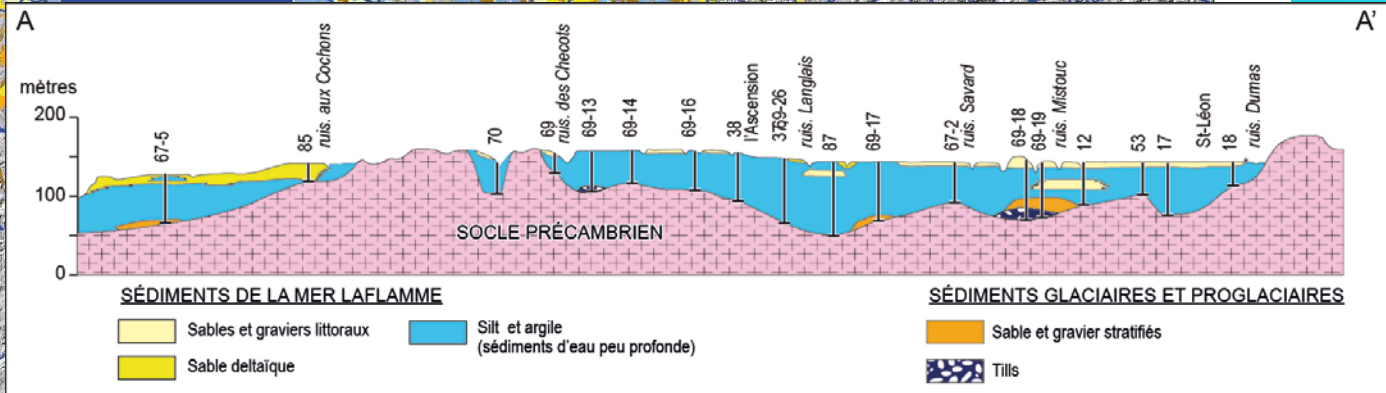 A
A'
mètres
200
100
0
67-5
85
ruis. aux Cochons
70
69
ruis. des Checots
69-13
69-14
69-16
38
l'Ascension
37,69-26
ruis. Langlais
87
69-17
67-2
ruis. Savard
69-18
69-19
ruis. Mistouc
12
53
17
St-Léon
18
ruis. Dumas
SOCLE PRÉCAMBRIEN
SÉDIMENTS DE LA MER LAFLAMME
Sables et graviers littoraux
Sable deltaïque
Silt et argile
(sédiments d'eau peu profonde)
SÉDIMENTS GLACIAIRES ET PROGLACIAIRES
Sable et gravier stratifiés
Tills